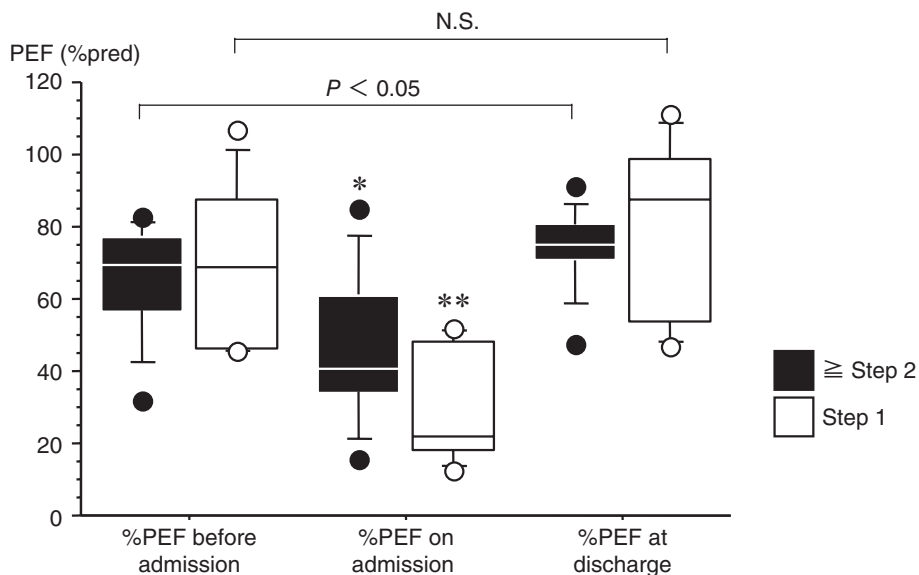 N.S.
PEF (%pred)
P < 0.05
120
100
80
60
40
20
0
*
**
≧ Step 2
Step 1
%PEF before
admission
%PEF on
admission
%PEF at
discharge